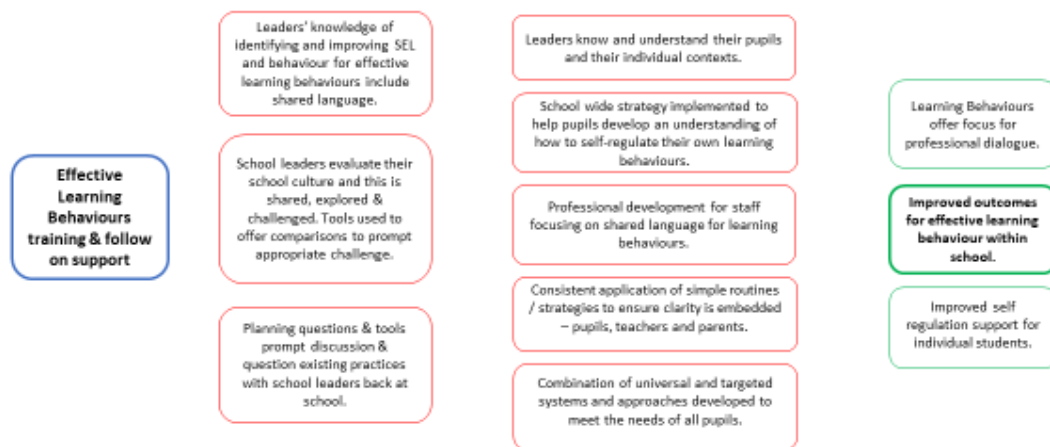 Effective
Learning
Behaviours
training & follow
on support
Leaders' knowledge of
identifying and improving SEL
and behaviour for effective
learning behaviours include
shared language.
School leaders evaluate their
school culture and this is
shared, explored &
challenged. Tools used to
offer comparisons to prompt
appropriate challenge.
Planning questions & tools
prompt discussion &
question existing practices
with school leaders back at
school.
Leaders know and understand their pupils
and their individual contexts.
School wide strategy implemented to
help pupils develop an understanding of
how to self-regulate their own learning
behaviours.
Professional development for staff
focusing on shared language for learning
behaviours.
Consistent application of simple routines
/ strategies to ensure clarity is embedded
– pupils, teachers and parents.
Combination of universal and targeted
systems and approaches developed to
meet the needs of all pupils.
Learning Behaviours
offer focus for
professional dialogue.
Improved outcomes
for effective learning
behaviour within
school.
Improved self
regulation support for
individual students.